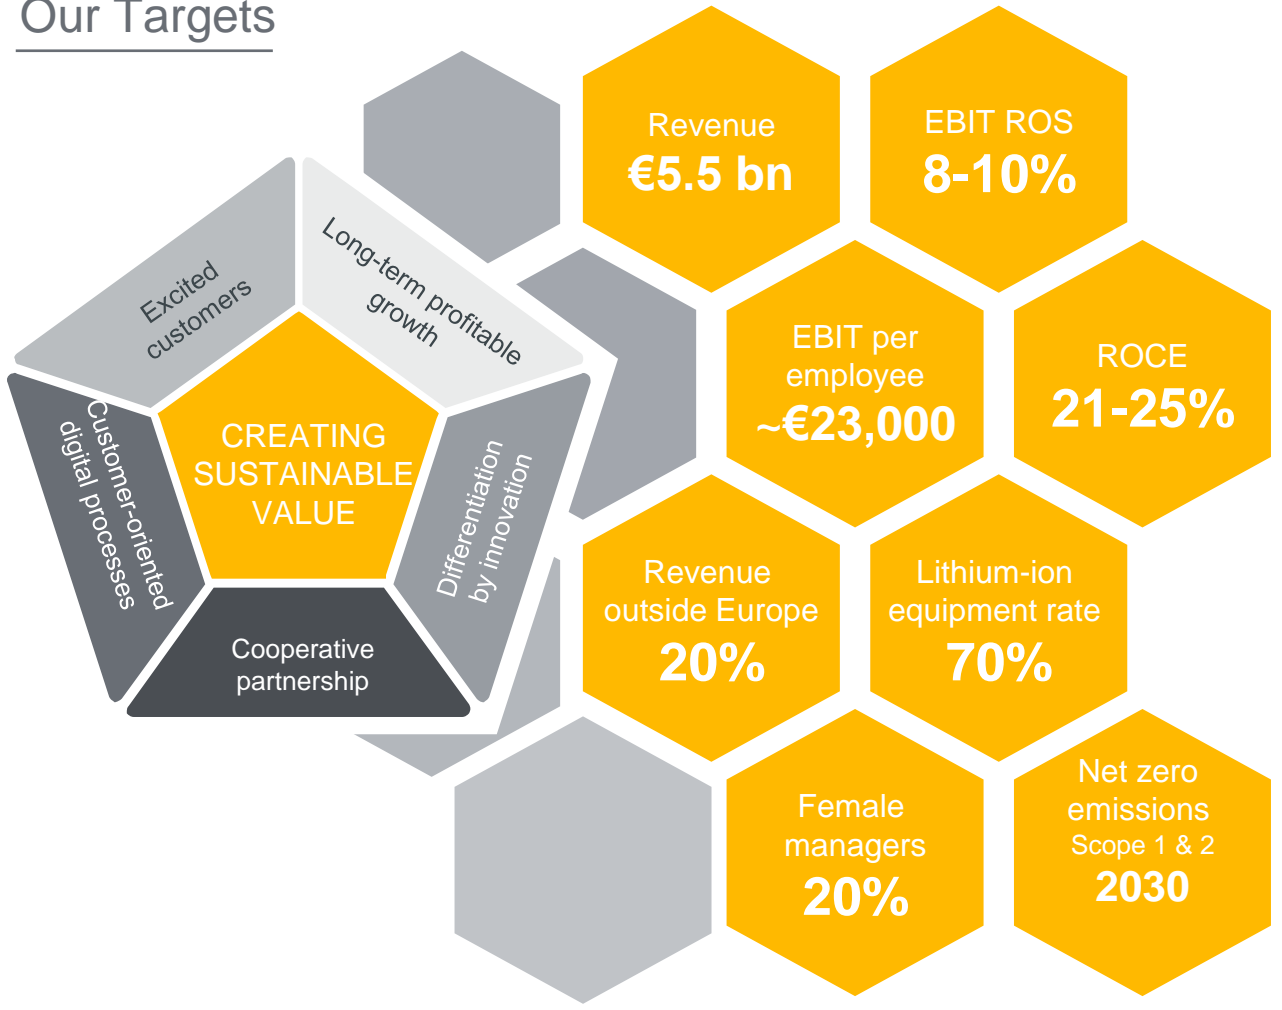 Our Targets
Excited
customers
Long-term profitable
growth
Customer-oriented
digital processes
CREATING
SUSTAINABLE
VALUE
Differentiation
by innovation
Cooperative
partnership
Revenue
€5.5 bn
EBIT ROS
8-10%
EBIT per
employee
~€23,000
ROCE
21-25%
Revenue
outside Europe
20%
Lithium-ion
equipment rate
70%
Female
managers
20%
Net zero
emissions
Scope 1 & 2
2030